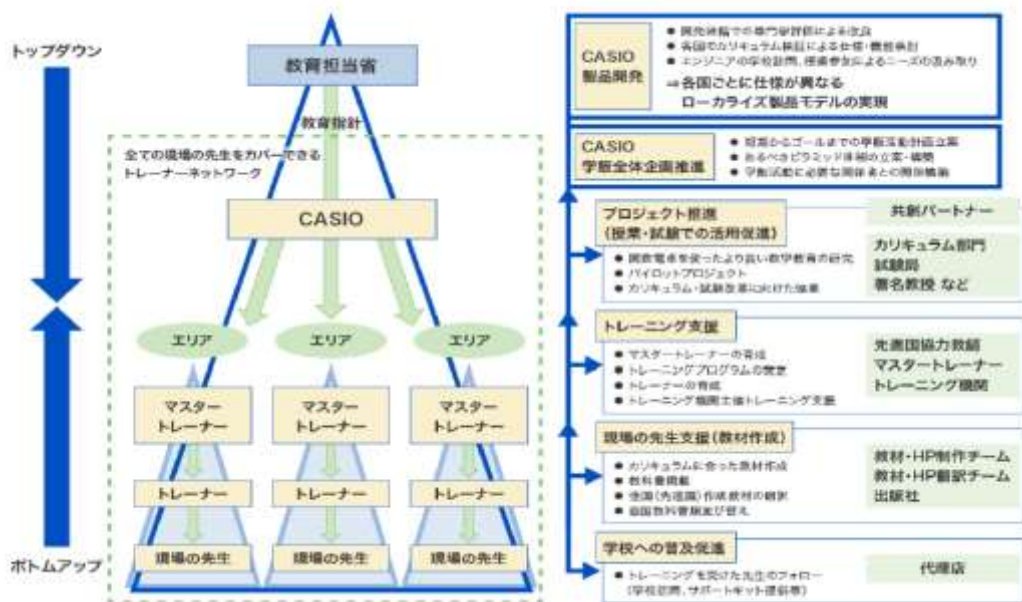 トップダウン
ボトムアップ
教育担当省
教育指針
全ての現場の先生をカバーできる
トレーナーネットワーク
CASIO
エリア
エリア
エリア
マスター
トレーナー
マスター
トレーナー
マスター
トレーナー
トレーナー
トレーナー
トレーナー
現場の先生
現場の先生
現場の先生
CASIO
製品開発
● 開発段階での専門家評価による改良
● 各国でカリキュラム検証による仕様・機能検討
● エンジニアの学校訪問、授業参加によるニーズの汲み取り
⇒各国ごとに仕様が異なる
ローカライズ製品モデルの実現
CASIO
学販全体企画推進
● 短期からゴールまでの学販活動計画立案
● あるべきピラミッド体制の立案・構築
● 学販活動に必要な関係者との関係構築
プロジェクト推進
(授業・試験での活用促進)
● 関数電卓を使ったより良い数学教育の研究
● パイロットプロジェクト
● カリキュラム・試験改革に向けた
共創パートナー
カリキュラム部門
試験局
著名教授 など
トレーニング支援
● マスタートレーナーの育成
● トレーニングプログラムの
● トレーナーの育成
● トレーニング機関主催トレーニング支援
先進国協力教師
マスタートレーナー
トレーニング機関
現場の先生支援(教材作成)
● カリキュラムに合った教材作成
● 教科書掲載
● 他国(先進国)作成教材の翻訳
● 各国教科書
教材・HP制作チーム
教材・HP翻訳チーム
出版社
学校への普及促進
● トレーニングを受けた先生のフォロー
(学校訪問、サポートキット提供等)
代理店